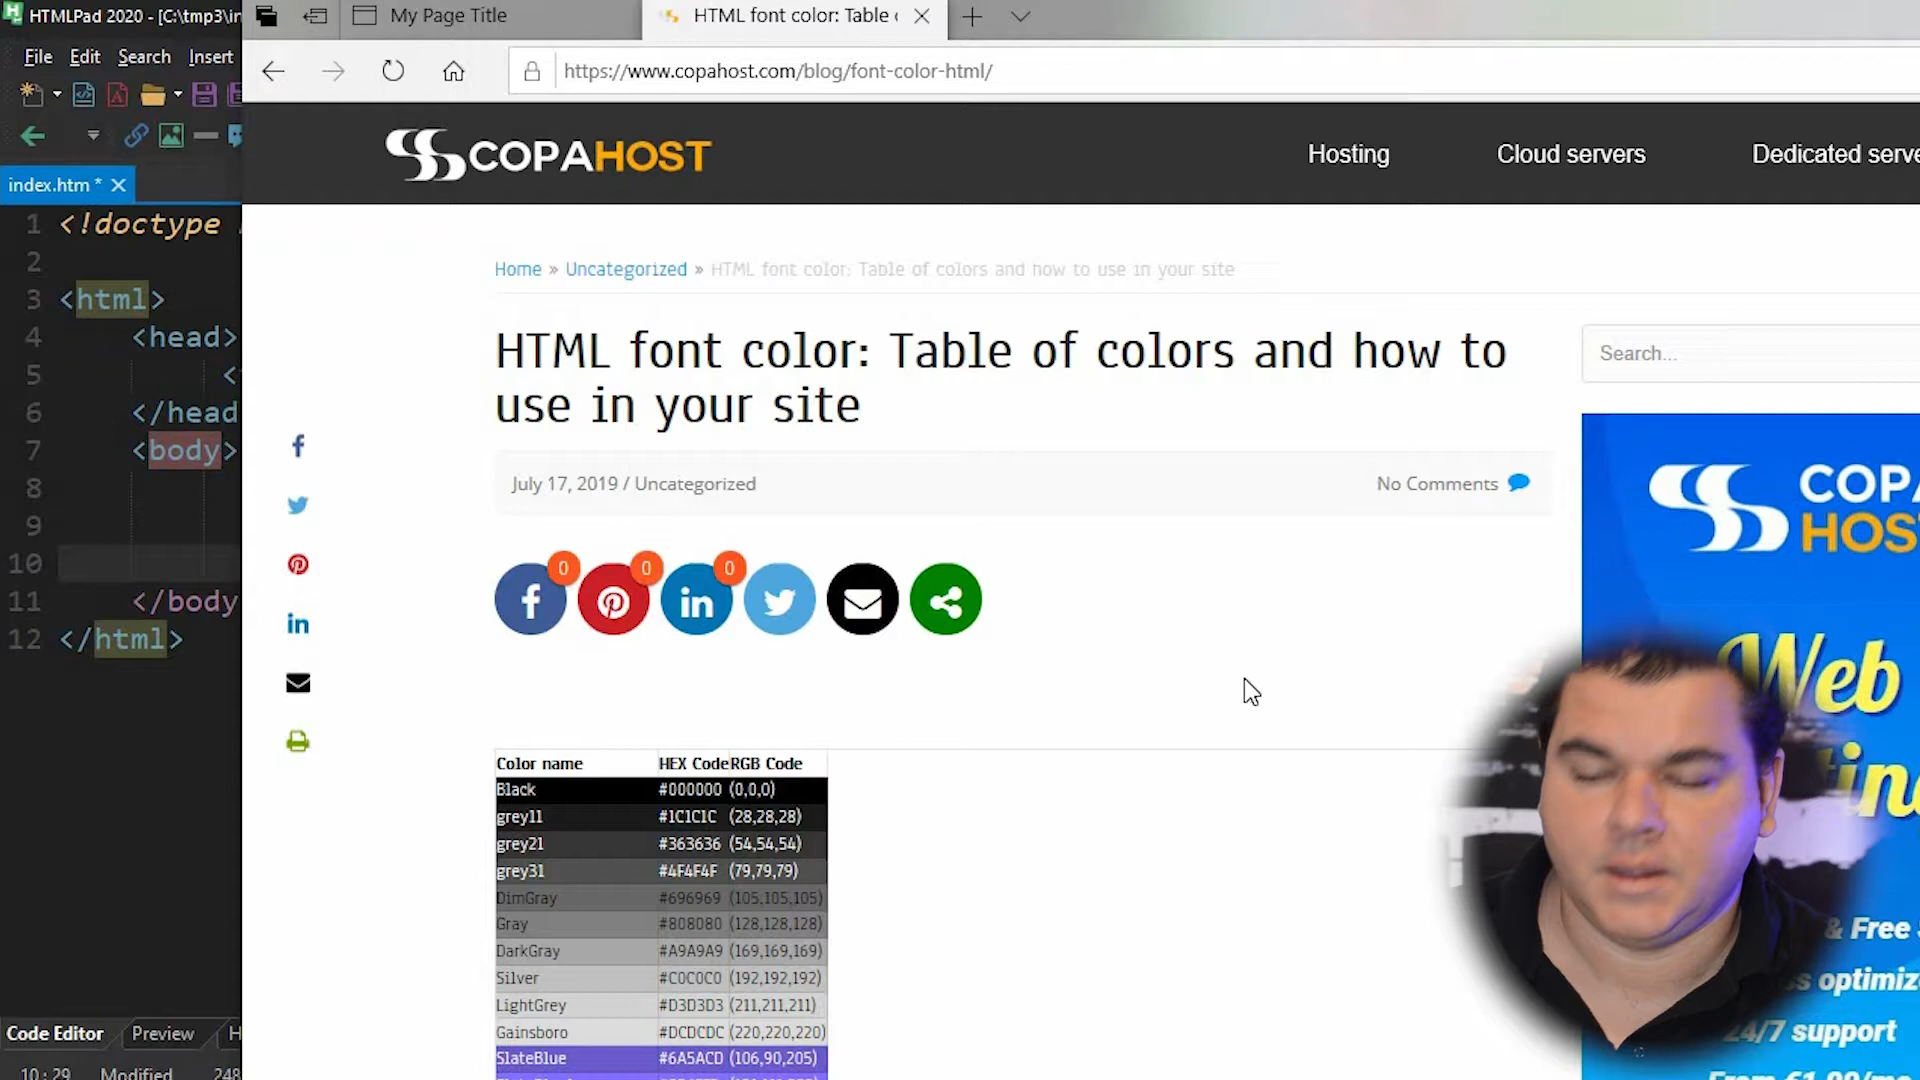 HTMLPad 2020 - [C:\tmp3\in
My Page Title
HTML font color: Table
File Edit Search Insert
https://www.copahost.com/blog/font-color-html/
COPAHOST
Hosting
Cloud servers
Dedicated serve
index.htm *
1 <!doctype
2
3 <html>
4 <head>
5 <
6 </head
7 <body>
8
9
10
11 </body
12 </html>
Home » Uncategorized » HTML font color: Table of colors and how to use in your site
HTML font color: Table of colors and how to
use in your site
Search...
July 17, 2019 / Uncategorized
No Comments
0
0
0
COPA
HOS
Web
tin
& Free
s optimiz
24/7 support
Color name HEX Code RGB Code
Black #000000 (0,0,0)
grey11 #1C1C1C (28,28,28)
grey21 #363636 (54,54,54)
grey31 #4F4F4F (79,79,79)
DimGray #696969 (105,105,105)
Gray #808080 (128,128,128)
DarkGray #A9A9A9 (169,169,169)
Silver #C0C0C0 (192,192,192)
LightGrey #D3D3D3 (211,211,211)
Gainsboro #DCDCDC (220,220,220)
SlateBlue #6A5ACD (106,90,205)
Code Editor Preview H
10:29 Modified 248